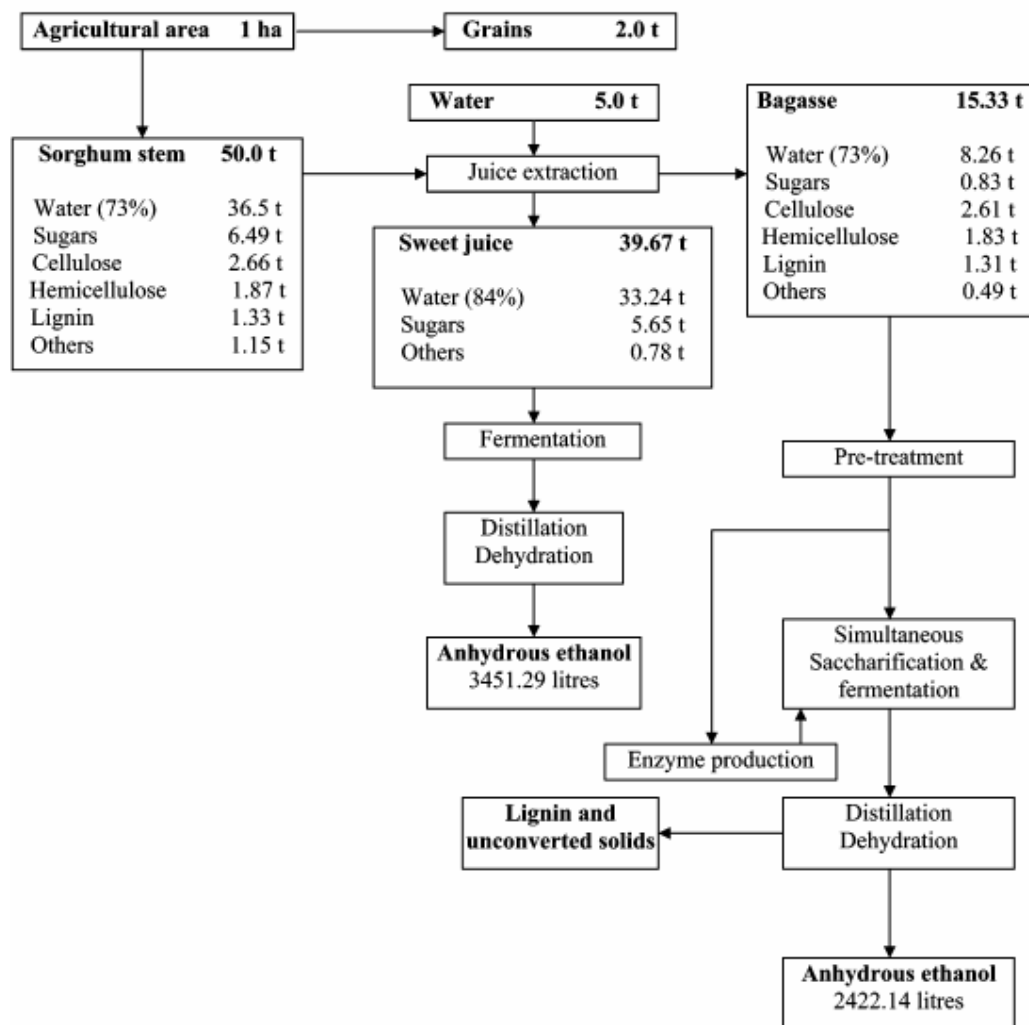 Agricultural area 1 ha
Grains 2.0 t
Water 5.0 t
Sorghum stem 50.0 t
Water (73%) 36.5 t
Sugars 6.49 t
Cellulose 2.66 t
Hemicellulose 1.87 t
Lignin 1.33 t
Others 1.15 t
Juice extraction
Bagasse 15.33 t
Water (73%) 8.26 t
Sugars 0.83 t
Cellulose 2.61 t
Hemicellulose 1.83 t
Lignin 1.31 t
Others 0.49 t
Sweet juice 39.67 t
Water (84%) 33.24 t
Sugars 5.65 t
Others 0.78 t
Fermentation
Distillation
Dehydration
Anhydrous ethanol
3451.29 litres
Pre-treatment
Simultaneous
Saccharification &
fermentation
Enzyme production
Lignin and
unconverted solids
Distillation
Dehydration
Anhydrous ethanol
2422.14 litres